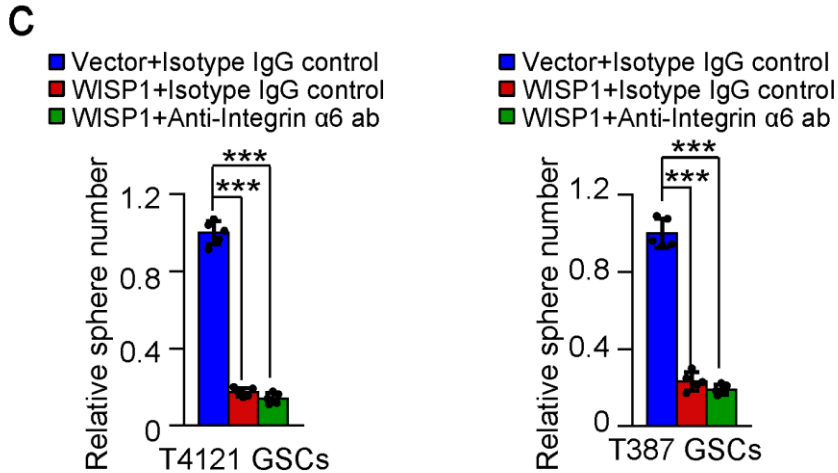 C
Vector+Isotype IgG control
WISP1+Isotype IgG control
WISP1+Anti-Integrin α6 ab
Relative sphere number
1.2
0.8
0.4
0
***
***
T4121 GSCs
Vector+Isotype IgG control
WISP1+Isotype IgG control
WISP1+Anti-Integrin α6 ab
Relative sphere number
1.2
0.8
0.4
0
***
***
T387 GSCs